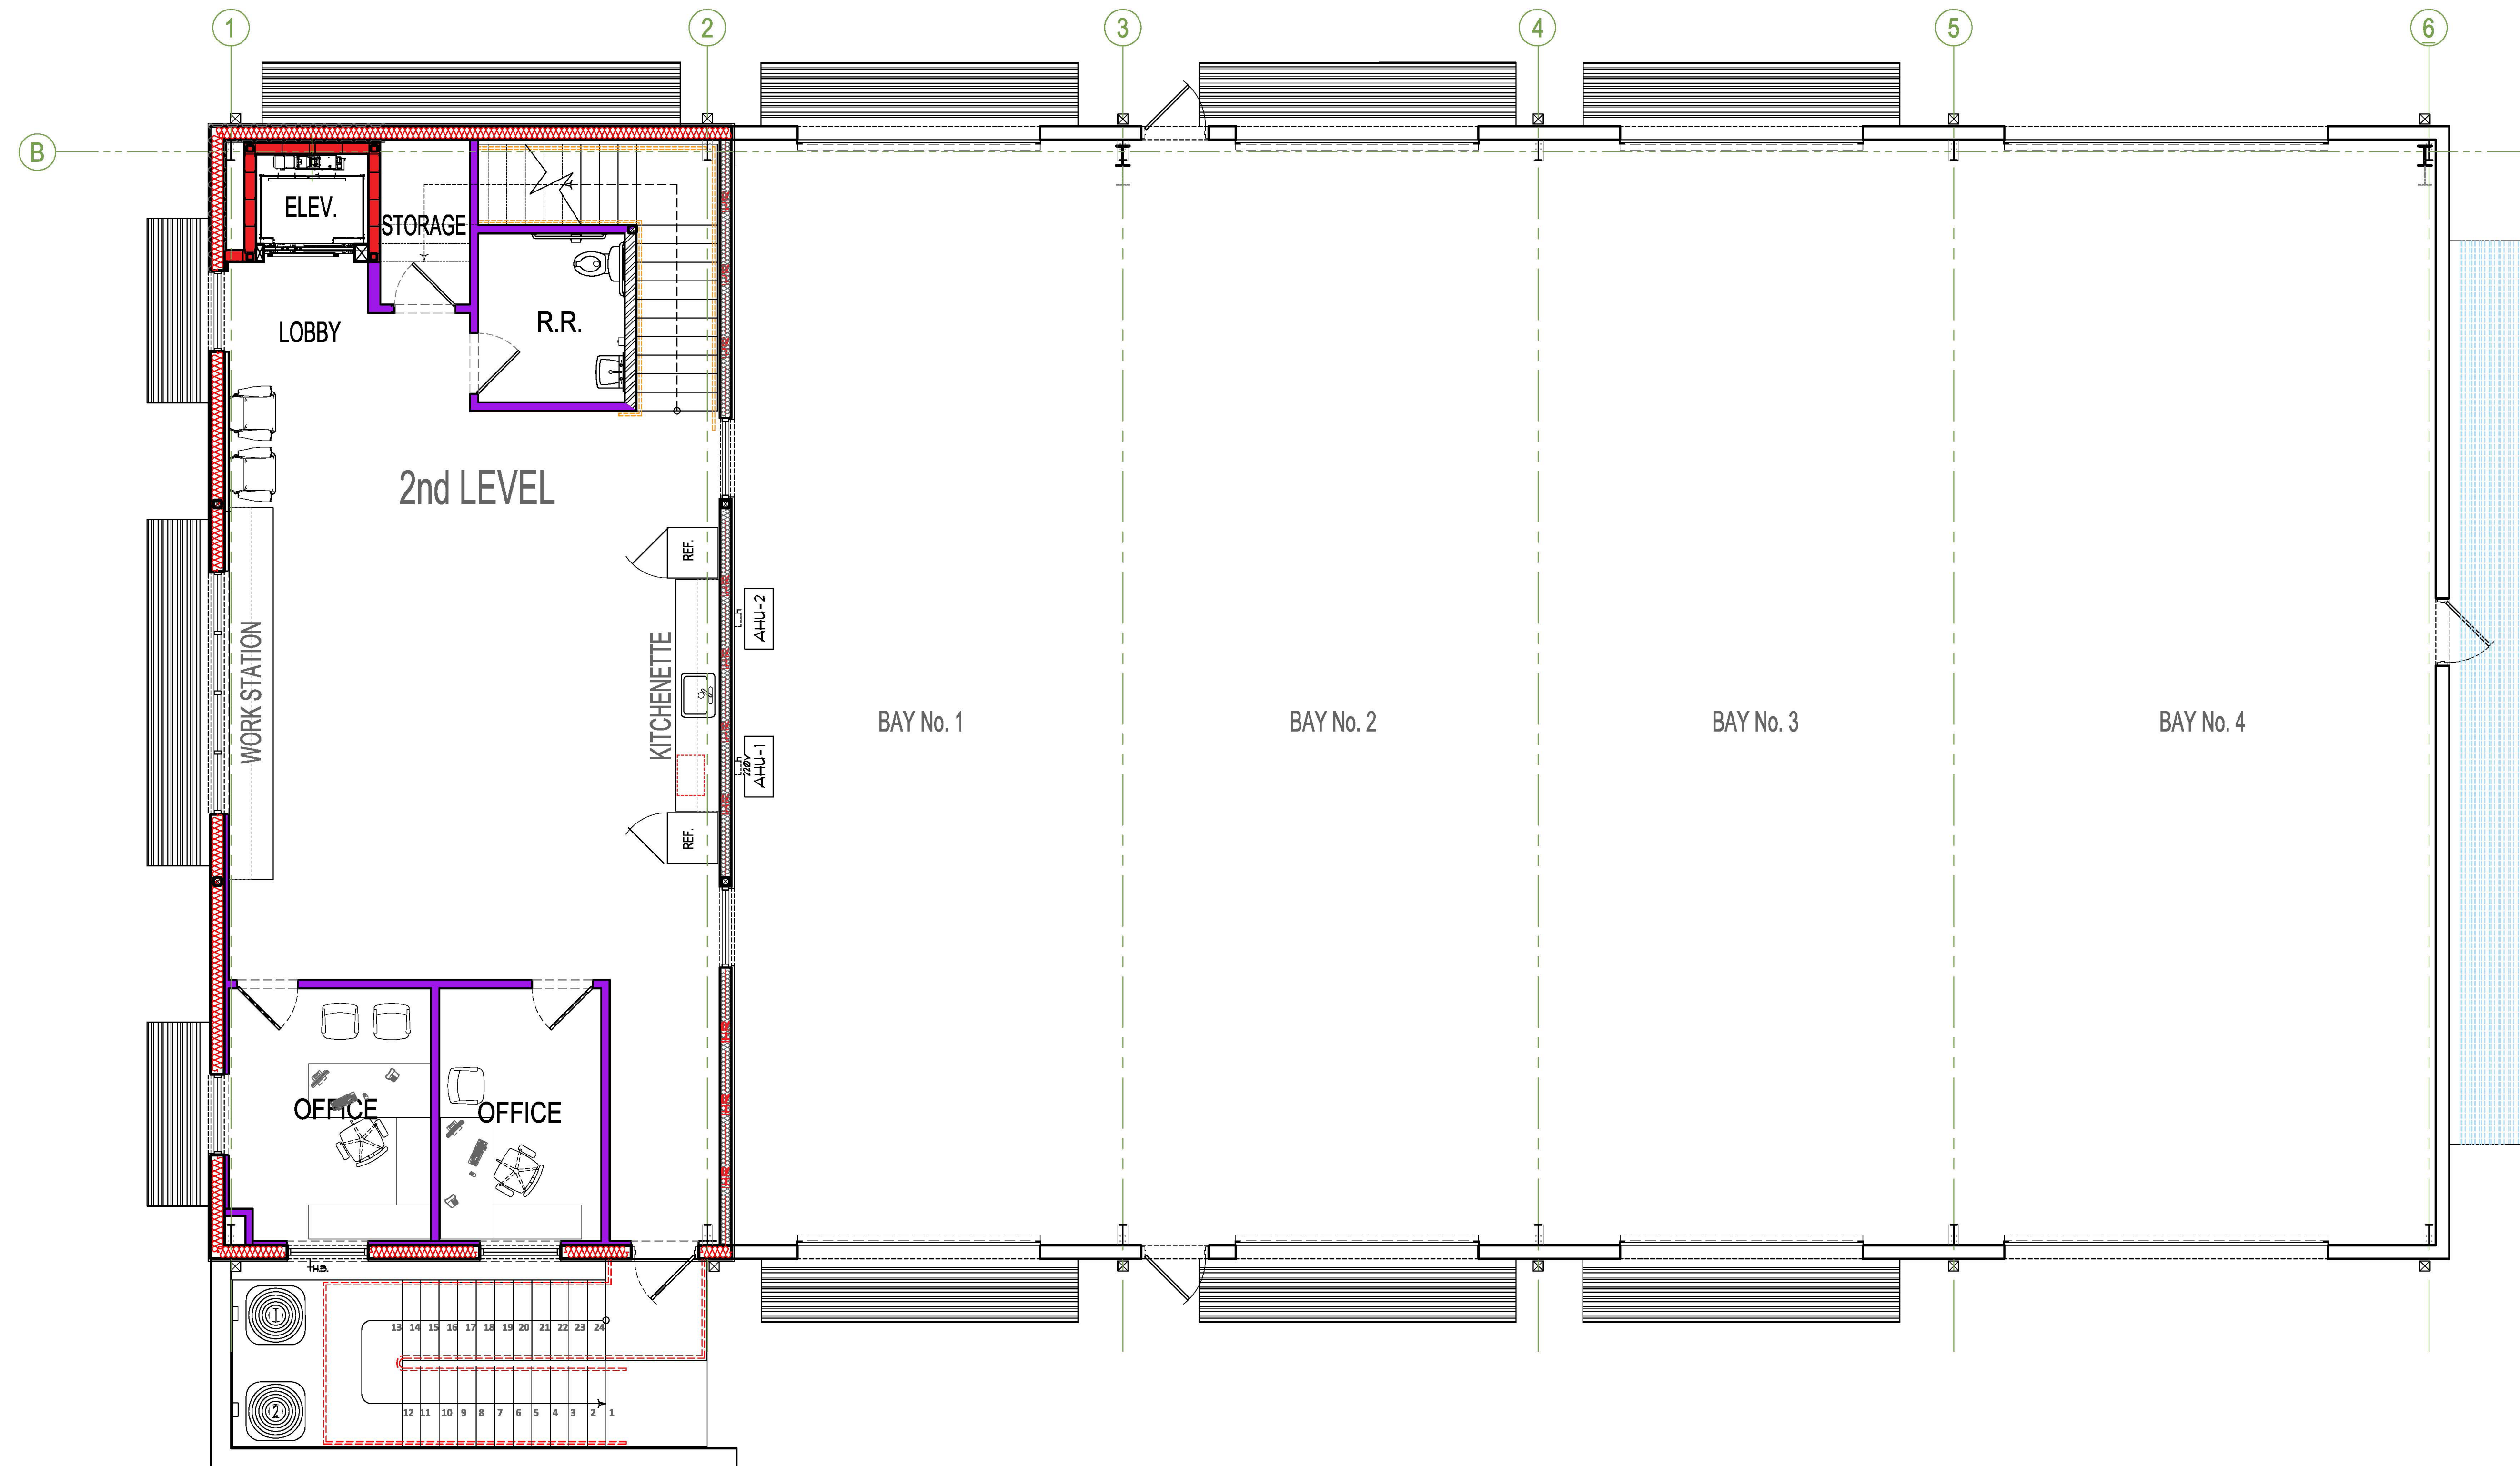 1 2 3 4 5 6
B
ELEV.
STORAGE
LOBBY
R.R.
2nd LEVEL
REF.
AHU-2
WORK STATION
KITCHENETTE
BAY No. 1
BAY No. 2
BAY No. 3
BAY No. 4
220V
AHU-1
REF.
OFFICE
OFFICE
H.B.
1
13 14 15 16 17 18 19 20 21 22 23 24
2
12 11 10 9 8 7 6 5 4 3 2 1